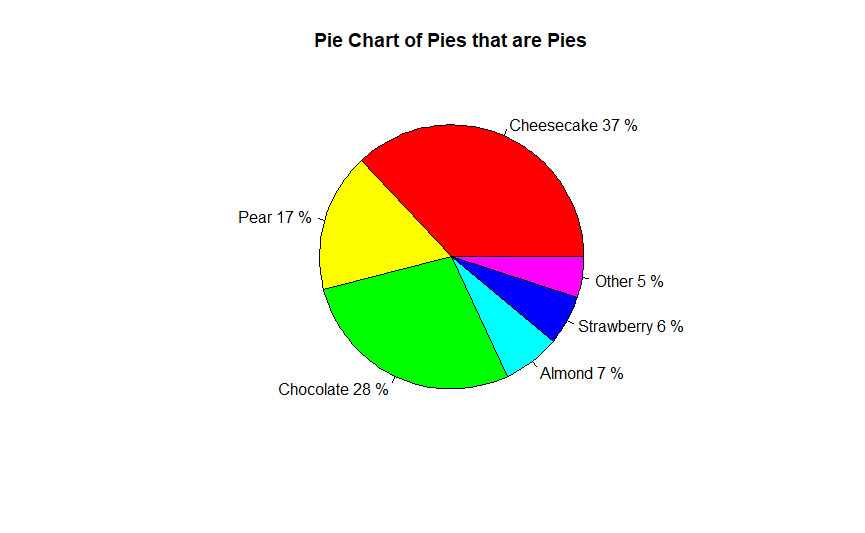 Pie Chart of Pies that are Pies
Cheesecake 37 %
Pear 17 %
Other 5 %
Strawberry 6 %
Almond 7 %
Chocolate 28 %